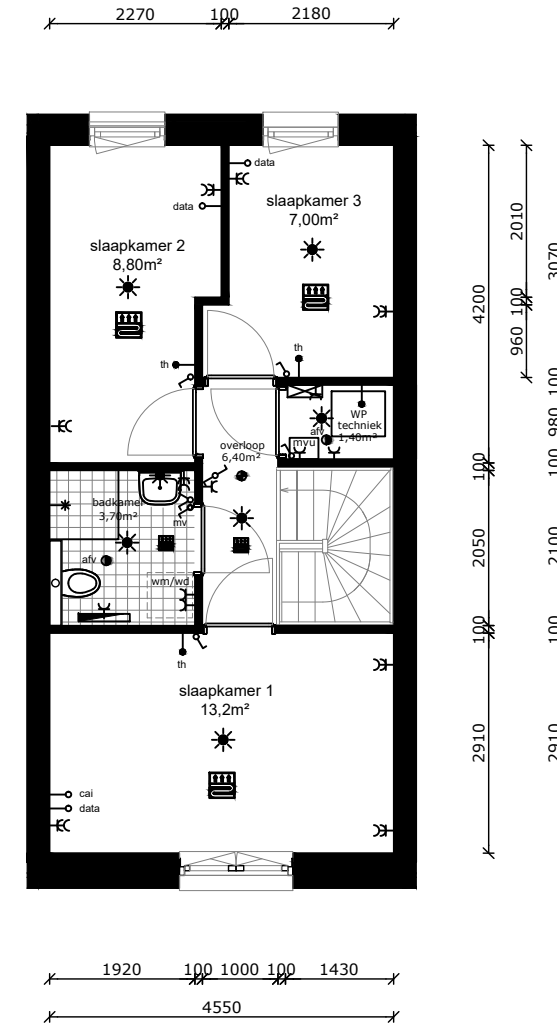 2270 100 2180
data
data
slaapkamer 3
7,00m²
slaapkamer 2
8,80m²
th
th
WP
techniek
1,40m²
afv
mvu
overloop
6,40m²
badkamer
3,70m²
mv
afv
wm/wd
th
slaapkamer 1
13,2m²
cai
data
4200
100
2050
100
2910
2010
100
960
3070
100
980
100
2100
100
2910
1920 100 1000 100 1430
4550